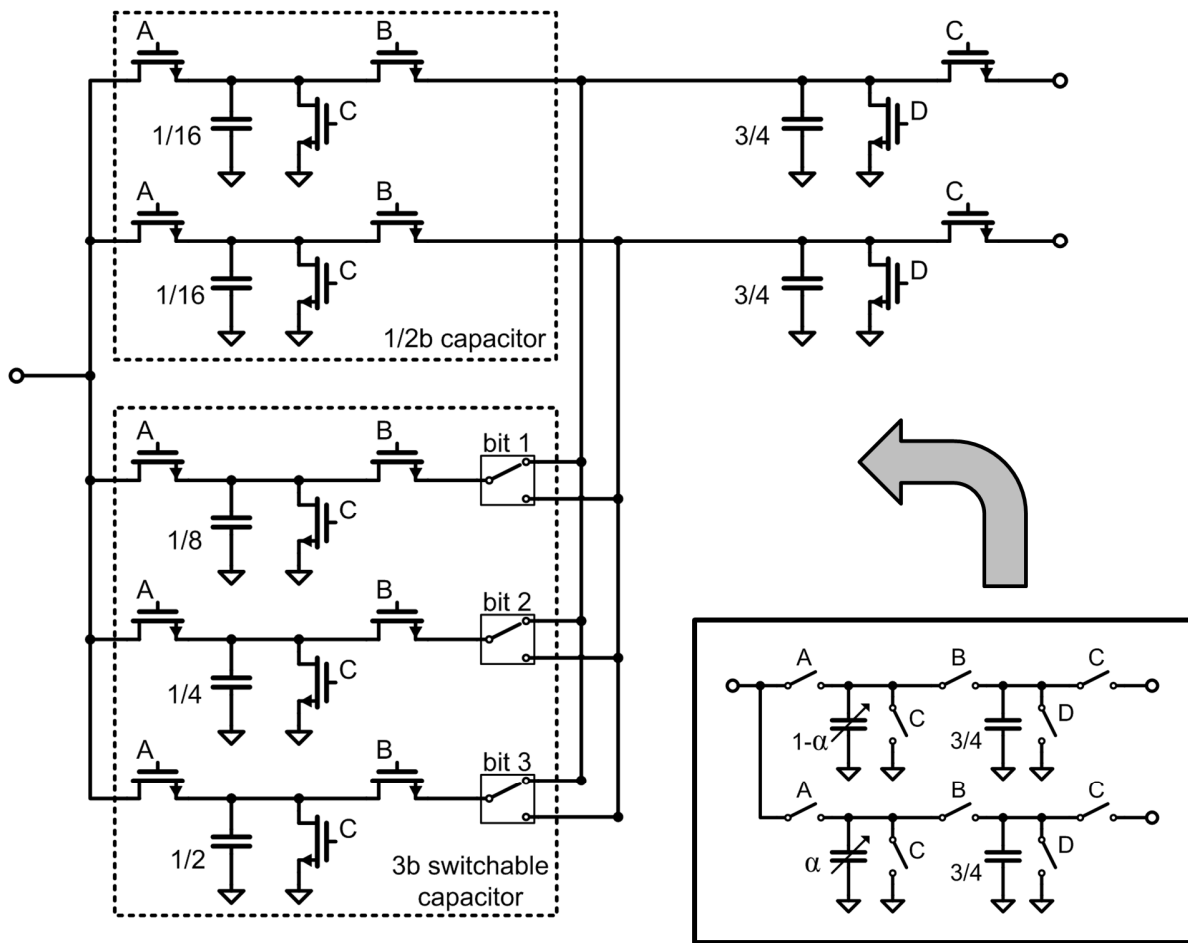 A
B
C
1/16
C
3/4
D
A
B
C
1/16
C
3/4
D
1/2b capacitor
A
B
bit 1
1/8
C
A
B
bit 2
1/4
C
A
B
bit 3
1/2
C
3b switchable
capacitor
A
B
C
1-α
C
3/4
D
A
B
C
α
C
3/4
D